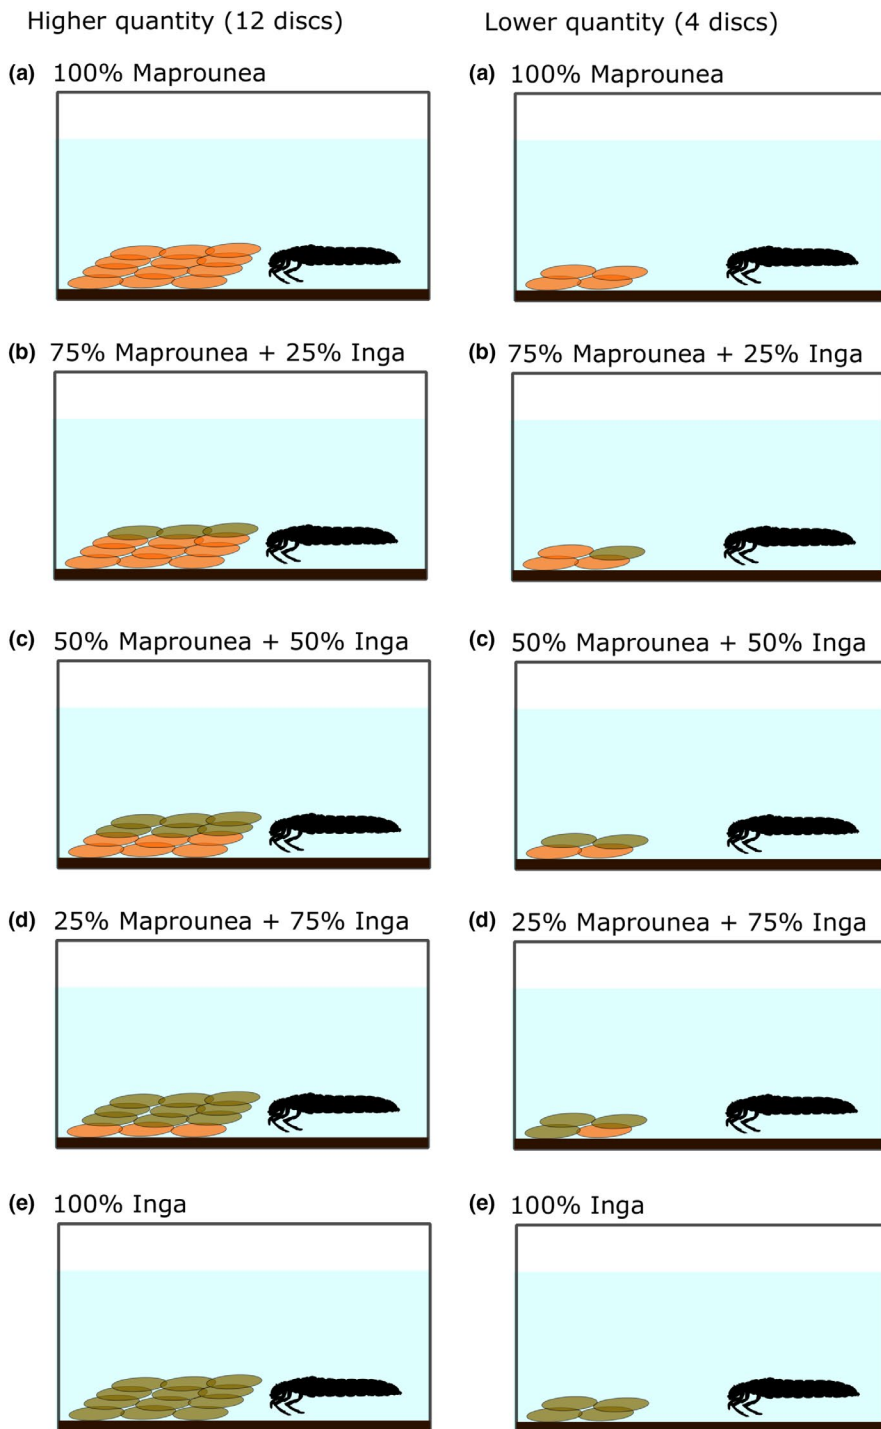 Higher quantity (12 discs)
Lower quantity (4 discs)
(a) 100% Maprounea
(a) 100% Maprounea
(b) 75% Maprounea + 25% Inga
(b) 75% Maprounea + 25% Inga
(c) 50% Maprounea + 50% Inga
(c) 50% Maprounea + 50% Inga
(d) 25% Maprounea + 75% Inga
(d) 25% Maprounea + 75% Inga
(e) 100% Inga
(e) 100% Inga